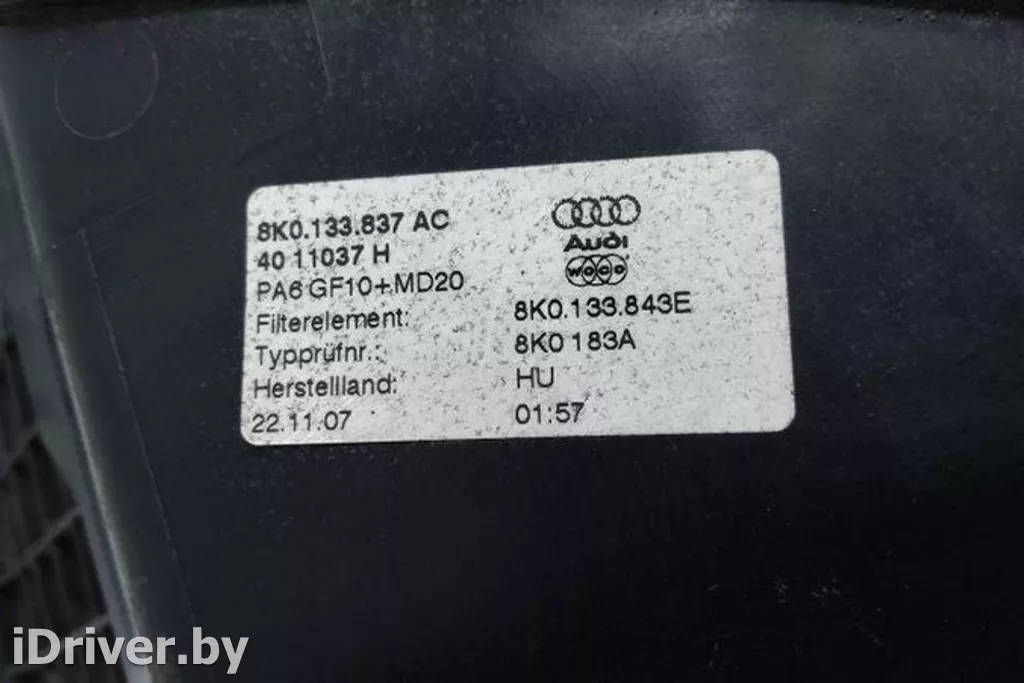 8K0.133.837 AC
40 11037 H
PA6 GF10+MD20
Filterelement:
Typprüfnr.:
Herstellland:
22.11.07
Audi
WOCO
8K0.133.843E
8K0 183A
HU
01:57
iDriver.by